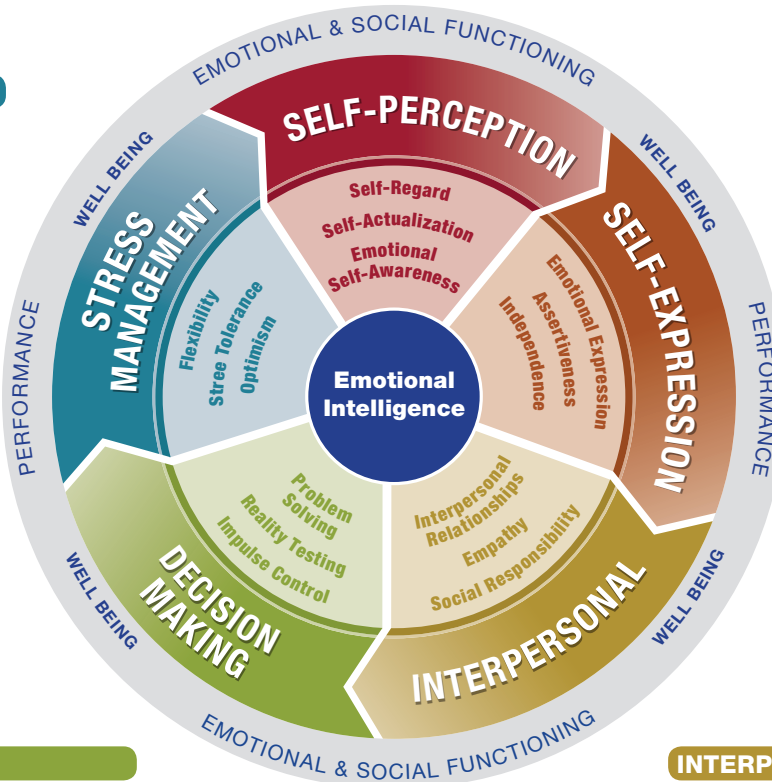 EMOTIONAL & SOCIAL FUNCTIONING
WELL BEING
WELL BEING
PERFORMANCE
PERFORMANCE
WELL BEING
WELL BEING
EMOTIONAL & SOCIAL FUNCTIONING
SELF-PERCEPTION
Self-Regard
Self-Actualization
Emotional
Self-Awareness
SELF-EXPRESSION
Emotional Expression
Assertiveness
Independence
INTERPERSONAL
Interpersonal
Relationships
Empathy
Social Responsibility
DECISION
MAKING
Problem
Solving
Reality Testing
Impulse Control
STRESS
MANAGEMENT
Flexibility
Stree Tolerance
Optimism
Emotional
Intelligence
INTERP